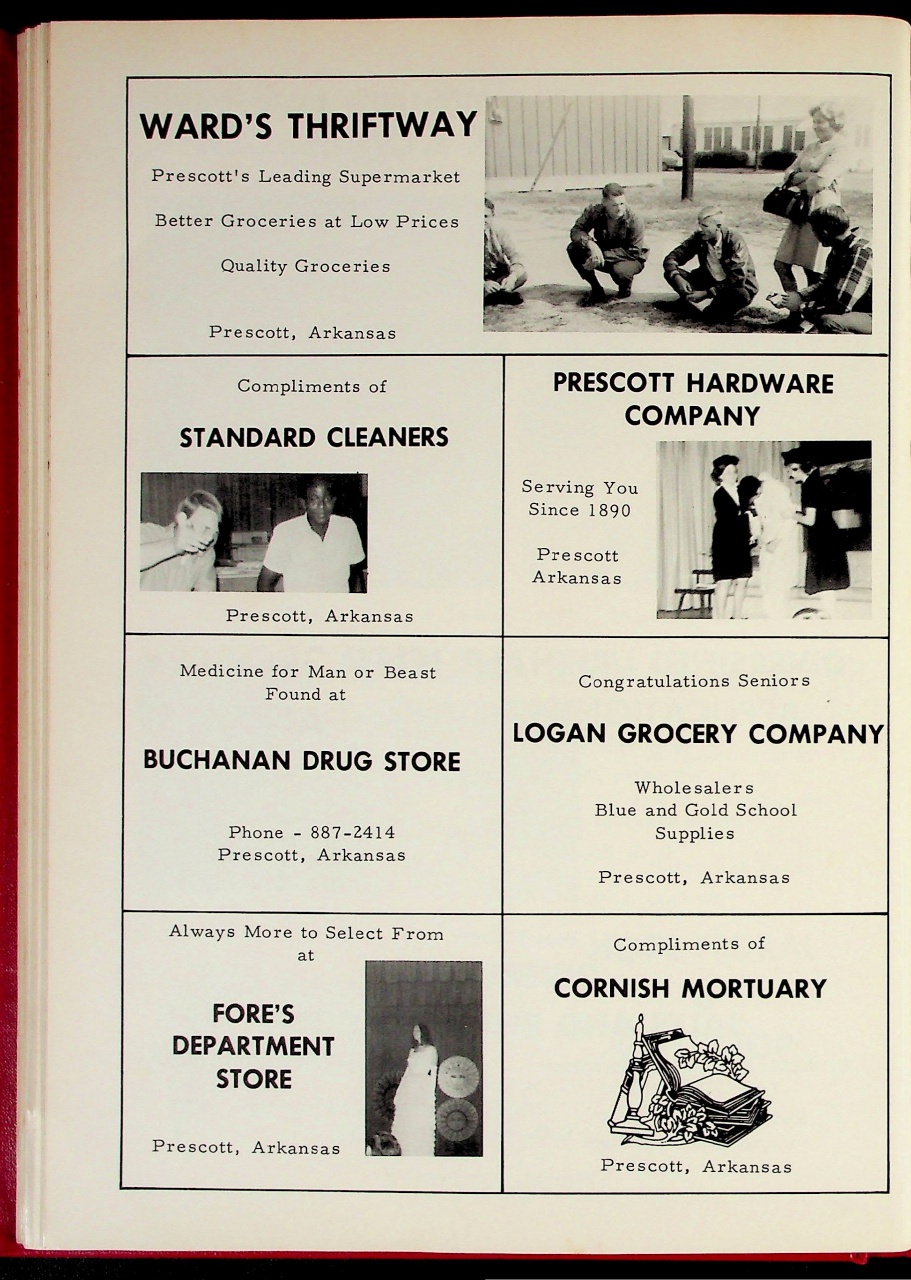 WARD'S THRIFTWAY
Prescott's Leading Supermarket
Better Groceries at Low Prices
Quality Groceries
Prescott, Arkansas
Compliments of
STANDARD CLEANERS
Prescott, Arkansas
PRESCOTT HARDWARE
COMPANY
Serving You
Since 1890
Prescott
Arkansas
Medicine for Man or Beast
Found at
BUCHANAN DRUG STORE
Phone - 887-2414
Prescott, Arkansas
Congratulations Seniors
LOGAN GROCERY COMPANY
Wholesalers
Blue and Gold School
Supplies
Prescott, Arkansas
Always More to Select From
at
FORE'S
DEPARTMENT
STORE
Prescott, Arkansas
Compliments of
CORNISH MORTUARY
Prescott, Arkansas